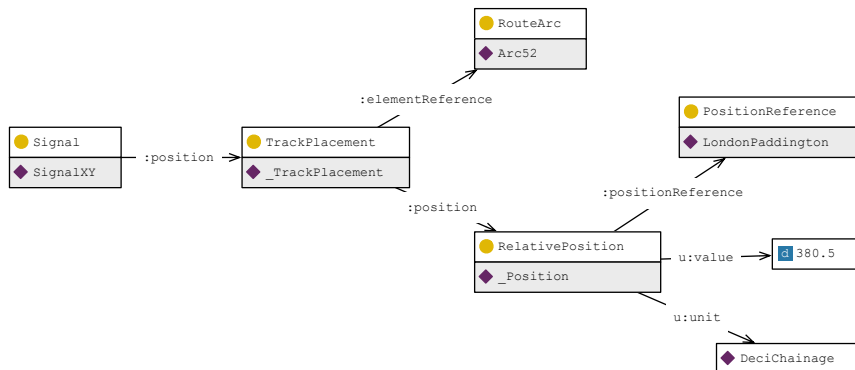 RouteArc
Arc52
:elementReference
PositionReference
LondonPaddington
Signal
SignalXY
:position
TrackPlacement
_TrackPlacement
:positionReference
:position
RelativePosition
_Position
u:value
d 380.5
u:unit
DeciChainage